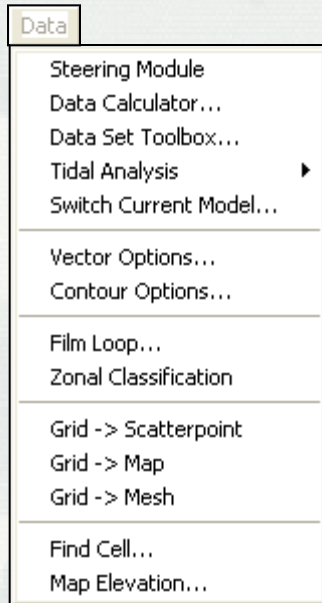 Data
Steering Module
Data Calculator...
Data Set Toolbox...
Tidal Analysis
Switch Current Model...
Vector Options...
Contour Options...
Film Loop...
Zonal Classification
Grid -> Scatterpoint
Grid -> Map
Grid -> Mesh
Find Cell...
Map Elevation...